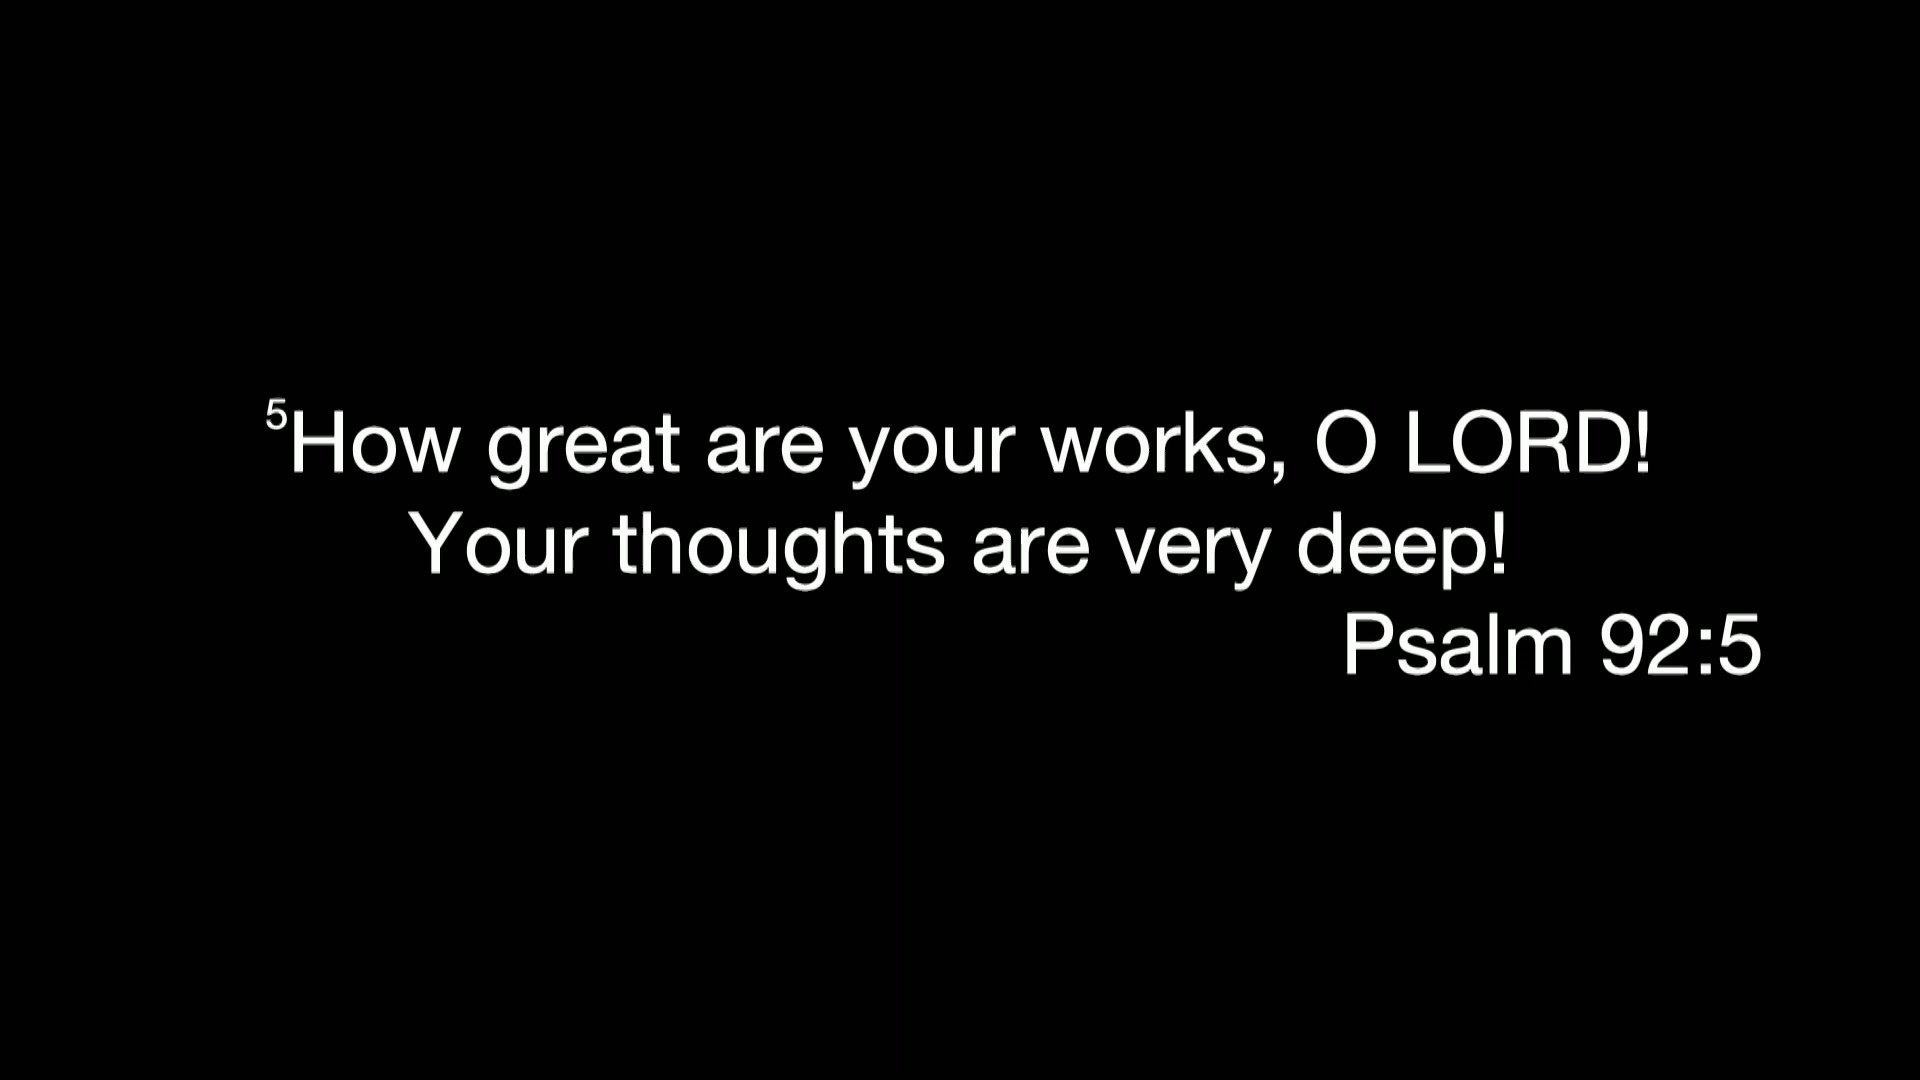 ⁵How great are your works, O LORD!
Your thoughts are very deep!
Psalm 92:5